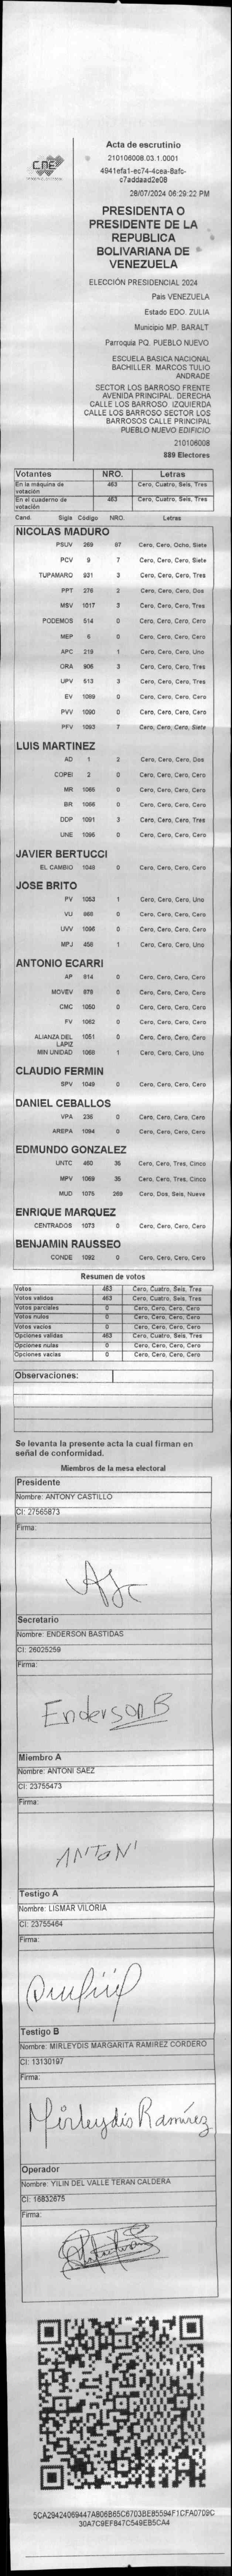 CNE
Acta de escrutinio
210106008.03.1.0001
4941efa1-ec74-4cea-8afc-
c7addaad2e08
28/07/2024 06:29:22 PM
PRESIDENTA O
PRESIDENTE DE LA
REPUBLICA
BOLIVARIANA DE
VENEZUELA
ELECCIÓN PRESIDENCIAL 2024
Pais VENEZUELA
Estado EDO. ZULIA
Municipio MP. BARALT
Parroquia PQ. PUEBLO NUEVO
ESCUELA BASICA NACIONAL
BACHILLER MARCOS TULIO
ANDRADE
SECTOR LOS BARROSO FRENTE
AVENIDA PRINCIPAL. DERECHA
CALLE LOS BARROSO. IZQUIERDA
CALLE LOS BARROSO SECTOR LOS
BARROSOS CALLE PRINCIPAL
PUEBLO NUEVO EDIFICIO
210106008
889 Electores
Votantes NRO. Letras
En la máquina de votación 463 Cero, Cuatro, Seis, Tres
En el cuaderno de votación 463 Cero, Cuatro, Seis, Tres
Cand. Sigla Código NRO. Letras
NICOLAS MADURO
PSUV 269 87 Cero, Cero, Ocho, Siete
PCV 9 7 Cero, Cero, Cero, Siete
TUPAMARO 931 3 Cero, Cero, Cero, Tres
PPT 276 2 Cero, Cero, Cero, Dos
MSV 1017 3 Cero, Cero, Cero, Tres
PODEMOS 514 0 Cero, Cero, Cero, Cero
MEP 6 0 Cero, Cero, Cero, Cero
APC 219 1 Cero, Cero, Cero, Uno
ORA 906 3 Cero, Cero, Cero, Tres
UPV 613 3 Cero, Cero, Cero, Tres
EV 1089 0 Cero, Cero, Cero, Cero
PVV 1090 0 Cero, Cero, Cero, Cero
PFV 1093 7 Cero, Cero, Cero, Siete
LUIS MARTINEZ
AD 1 2 Cero, Cero, Cero, Dos
COPEI 2 0 Cero, Cero, Cero, Cero
MR 1065 0 Cero, Cero, Cero, Cero
BR 1066 0 Cero, Cero, Cero, Cero
DDP 1091 3 Cero, Cero, Cero, Tres
UNE 1095 0 Cero, Cero, Cero, Cero
JAVIER BERTUCCI
EL CAMBIO 1048 0 Cero, Cero, Cero, Cero
JOSE BRITO
PV 1053 1 Cero, Cero, Cero, Uno
VU 868 0 Cero, Cero, Cero, Cero
UVV 1096 0 Cero, Cero, Cero, Cero
MPJ 458 1 Cero, Cero, Cero, Uno
ANTONIO ECARRI
AP 814 0 Cero, Cero, Cero, Cero
MOVEV 879 0 Cero, Cero, Cero, Cero
CMC 1050 0 Cero, Cero, Cero, Cero
FV 1062 0 Cero, Cero, Cero, Cero
ALIANZA DEL LAPIZ 1051 0 Cero, Cero, Cero, Cero
MIN UNIDAD 1058 1 Cero, Cero, Cero, Uno
CLAUDIO FERMIN
SPV 1049 0 Cero, Cero, Cero, Cero
DANIEL CEBALLOS
VPA 236 0 Cero, Cero, Cero, Cero
AREPA 1094 0 Cero, Cero, Cero, Cero
EDMUNDO GONZALEZ
UNTC 460 35 Cero, Cero, Tres, Cinco
MPV 1069 35 Cero, Cero, Tres, Cinco
MUD 1075 269 Cero, Dos, Seis, Nueve
ENRIQUE MARQUEZ
CENTRADOS 1073 0 Cero, Cero, Cero, Cero
BENJAMIN RAUSSEO
CONDE 1092 0 Cero, Cero, Cero, Cero
Resumen de votos
Votos 463 Cero, Cuatro, Seis, Tres
Votos validos 463 Cero, Cuatro, Seis, Tres
Votos parciales 0 Cero, Cero, Cero, Cero
Votos nulos 0 Cero, Cero, Cero, Cero
Votos vacios 0 Cero, Cero, Cero, Cero
Opciones validas 463 Cero, Cuatro, Seis, Tres
Opciones nulas 0 Cero, Cero, Cero, Cero
Opciones vacias 0 Cero, Cero, Cero, Cero
Observaciones:
Se levanta la presente acta la cual firman en
señal de conformidad.
Miembros de la mesa electoral
Presidente
Nombre: ANTONY CASTILLO
CI: 27565873
Firma:
Secretario
Nombre: ENDERSON BASTIDAS
CI: 26025259
Firma:
Enderson B
Miembro A
Nombre: ANTONI SAEZ
CI: 23755473
Firma:
ANTONI
Testigo A
Nombre: LISMAR VILORIA
CI: 23755464
Firma:
Testigo B
Nombre: MIRLEYDIS MARGARITA RAMIREZ CORDERO
CI: 13130197
Firma:
Mirleydis Ramírez
Operador
Nombre: YILIN DEL VALLE TERAN CALDERA
CI: 16832675
Firma:
5CA29424069447A806B65C6703BEB5594F1CFA0709C
30A7C9EF847C549EB5CA4